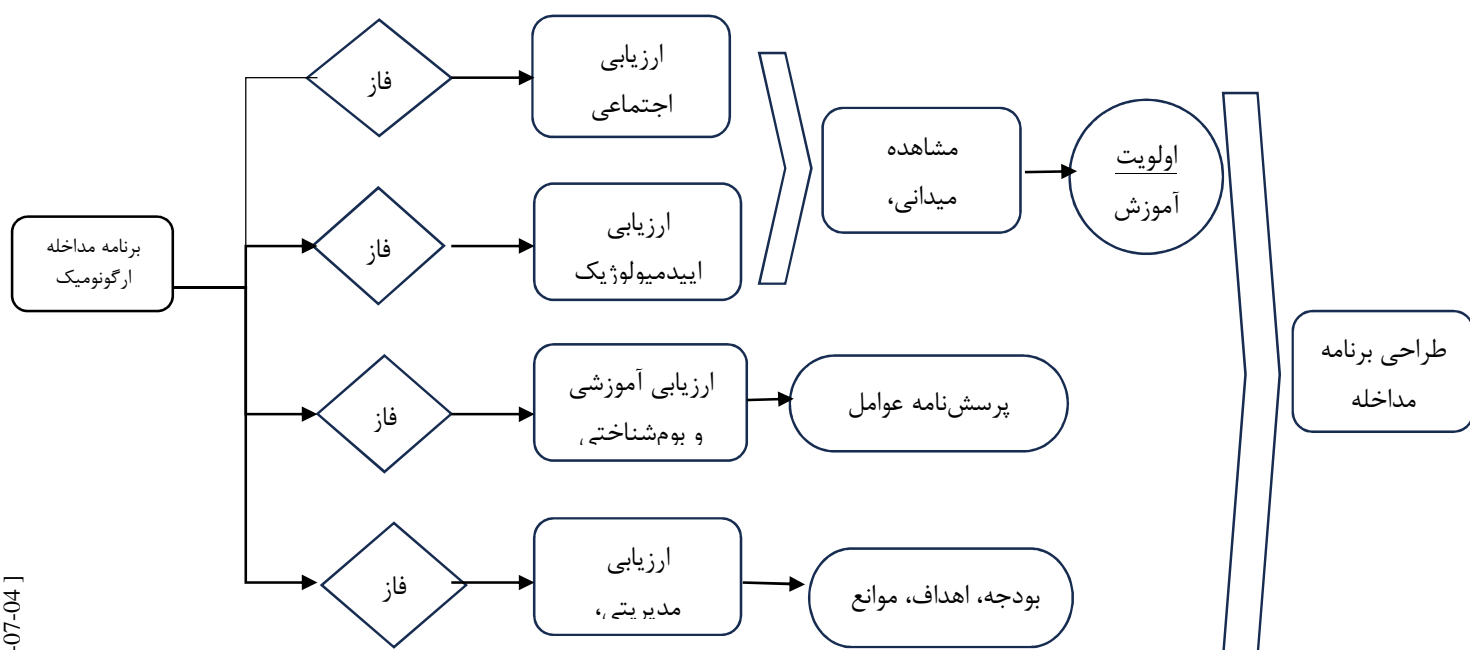 برنامه مداخله
ارگونومیک
فاز
ارزیابی
اجتماعی
فاز
ارزیابی
اپیدمیولوژیک
مشاهده
میدانی،
اولویت
آموزش
فاز
ارزیابی آموزشی
و بوم‌شناختی
پرسش‌نامه عوامل
فاز
ارزیابی
مدیریتی،
بودجه، اهداف، موانع
طراحی برنامه
مداخله
-07-04 ]